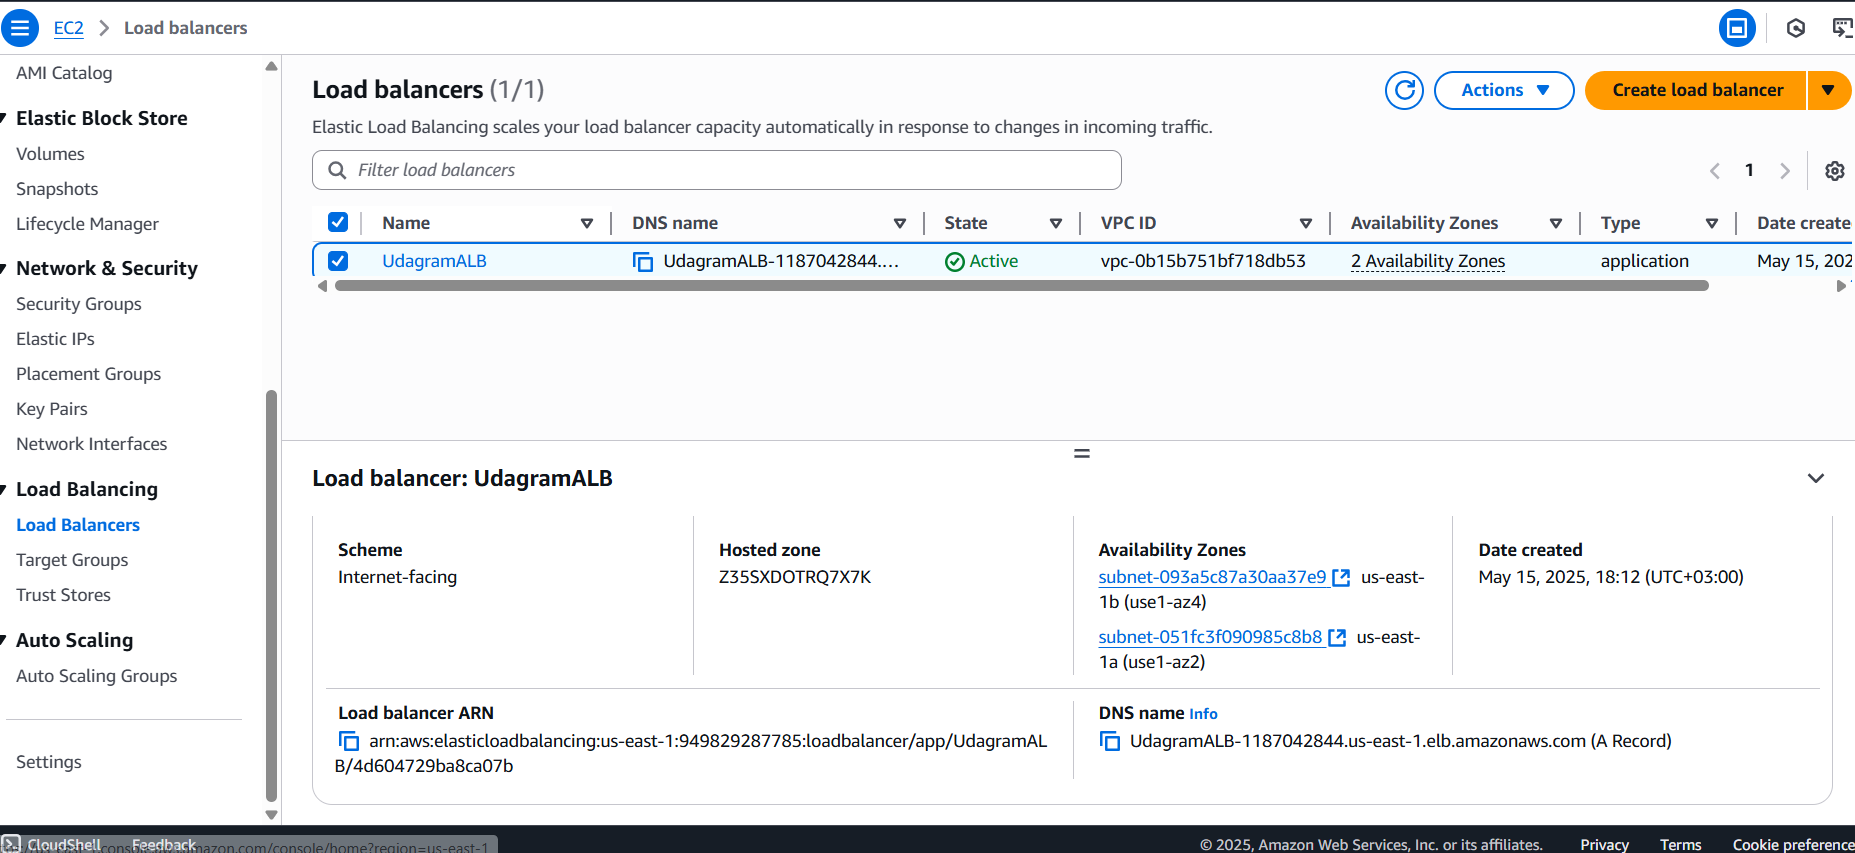 EC2 > Load balancers
AMI Catalog
Elastic Block Store
Volumes
Snapshots
Lifecycle Manager
Network & Security
Security Groups
Elastic IPs
Placement Groups
Key Pairs
Network Interfaces
Load Balancing
Load Balancers
Target Groups
Trust Stores
Auto Scaling
Auto Scaling Groups
Settings
Load balancers (1/1)
Actions
Create load balancer
Elastic Load Balancing scales your load balancer capacity automatically in response to changes in incoming traffic.
Filter load balancers
1
Name DNS name State VPC ID Availability Zones Type Date create
UdagramALB UdagramALB-1187042844.... Active vpc-0b15b751bf718db53 2 Availability Zones application May 15, 202
Load balancer: UdagramALB
Scheme
Internet-facing
Hosted zone
Z35SXDOTRQ7X7K
Availability Zones
subnet-093a5c87a30aa37e9 us-east-
1b (use1-az4)
subnet-051fc3f090985c8b8 us-east-
1a (use1-az2)
Date created
May 15, 2025, 18:12 (UTC+03:00)
Load balancer ARN
arn:aws:elasticloadbalancing:us-east-1:949829287785:loadbalancer/app/UdagramAL
B/4d604729ba8ca07b
DNS name Info
UdagramALB-1187042844.us-east-1.elb.amazonaws.com (A Record)
CloudShell Feedback © 2025, Amazon Web Services, Inc. or its affiliates. Privacy Terms Cookie preference
amazon.com/console/home?region=us-east-1